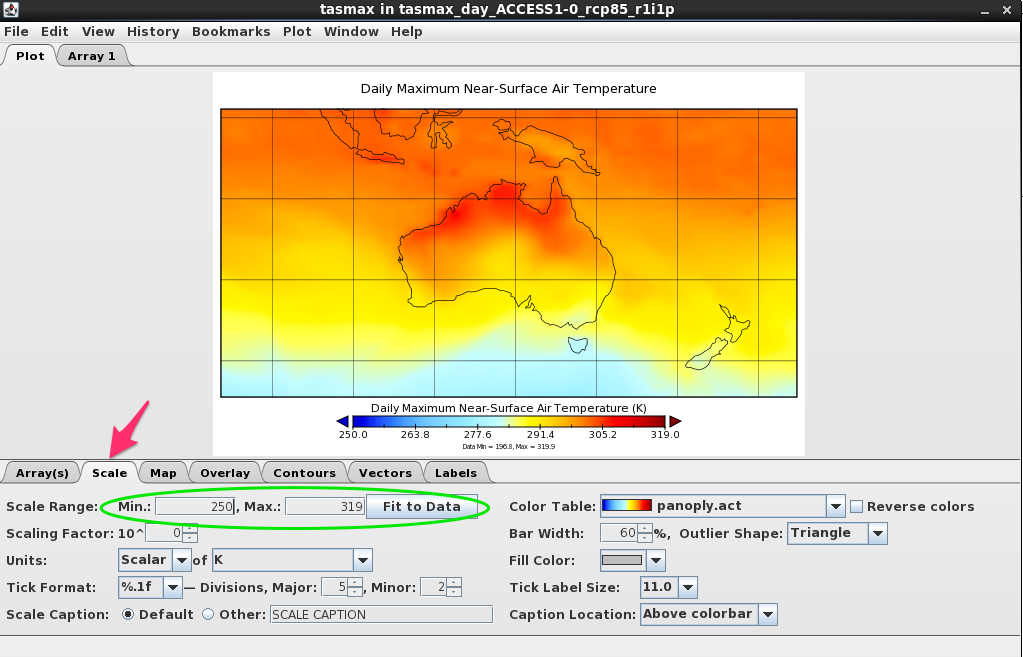 tasmax in tasmax_day_ACCESS1-0_rcp85_r1i1p
File Edit View History Bookmarks Plot Window Help
Plot Array 1
Daily Maximum Near-Surface Air Temperature
Daily Maximum Near-Surface Air Temperature (K)
250.0 263.8 277.6 291.4 305.2 319.0
Data Min = 196.8, Max = 319.9
Array(s) Scale Map Overlay Contours Vectors Labels
Scale Range: Min.: 250, Max.: 319 Fit to Data Color Table: panoply.act Reverse colors
Scaling Factor: 10^ 0 Bar Width: 60 %, Outlier Shape: Triangle
Units: Scalar of K Fill Color:
Tick Format: %.1f — Divisions, Major: 5, Minor: 2 Tick Label Size: 11.0
Scale Caption: Default Other: SCALE CAPTION Caption Location: Above colorbar